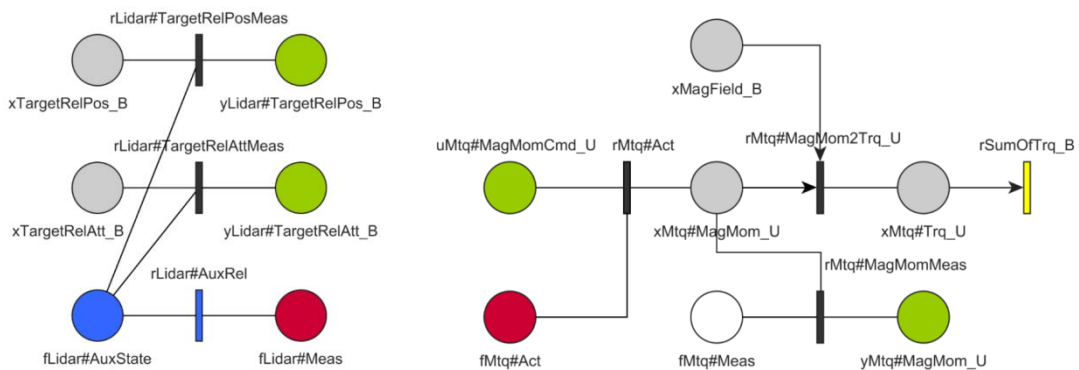 rLidar#TargetRelPosMeas
xTargetRelPos_B
yLidar#TargetRelPos_B
rLidar#TargetRelAttMeas
xTargetRelAtt_B
yLidar#TargetRelAtt_B
rLidar#AuxRel
fLidar#AuxState
fLidar#Meas
xMagField_B
uMtq#MagMomCmd_U
rMtq#Act
rMtq#MagMom2Trq_U
rSumOfTrq_B
xMtq#MagMom_U
xMtq#Trq_U
rMtq#MagMomMeas
fMtq#Act
fMtq#Meas
yMtq#MagMom_U